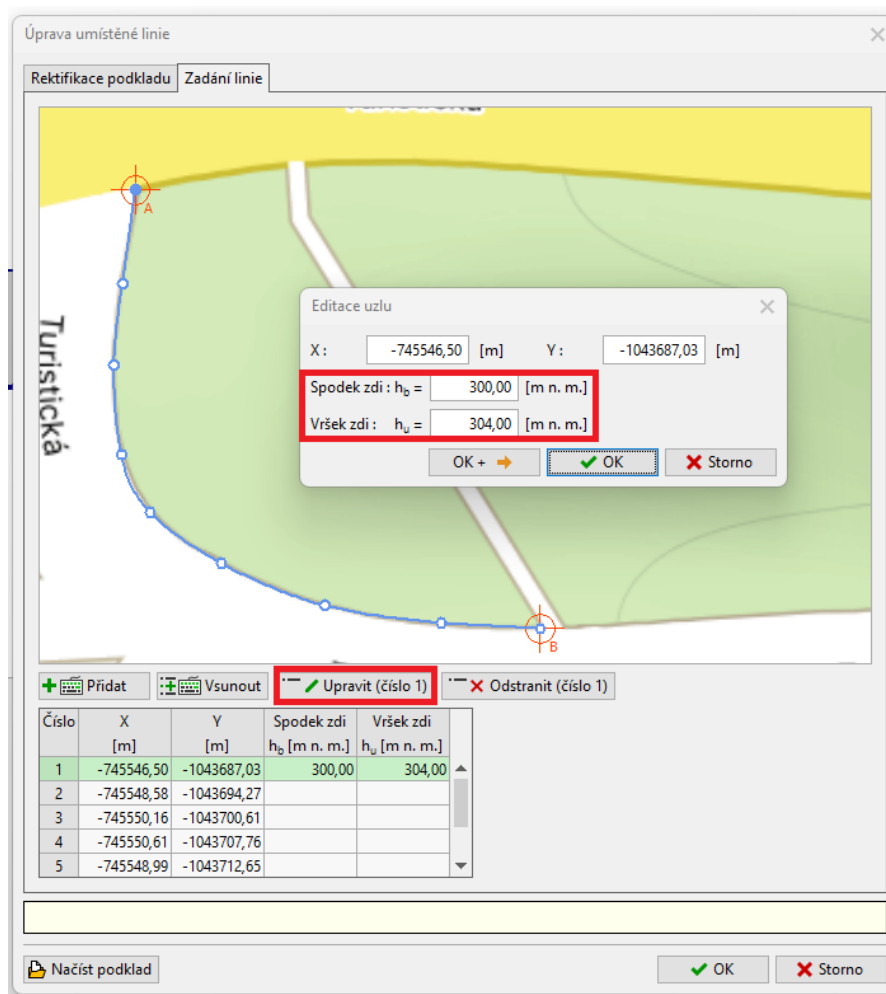 Úprava umístěné linie
Rektifikace podkladu Zadání linie
A
Turistická
Editace uzlu
X : -745546,50 [m] Y : -1043687,03 [m]
Spodek zdi : hb = 300,00 [m n. m.]
Vršek zdi : hu = 304,00 [m n. m.]
OK + OK Storno
B
Přidat Vsunout Upravit (číslo 1) Odstranit (číslo 1)
Číslo X Y Spodek zdi Vršek zdi
[m] [m] hb [m n. m.] hu [m n. m.]
1 -745546,50 -1043687,03 300,00 304,00
2 -745548,58 -1043694,27
3 -745550,16 -1043700,61
4 -745550,61 -1043707,76
5 -745548,99 -1043712,65
Načíst podklad OK Storno